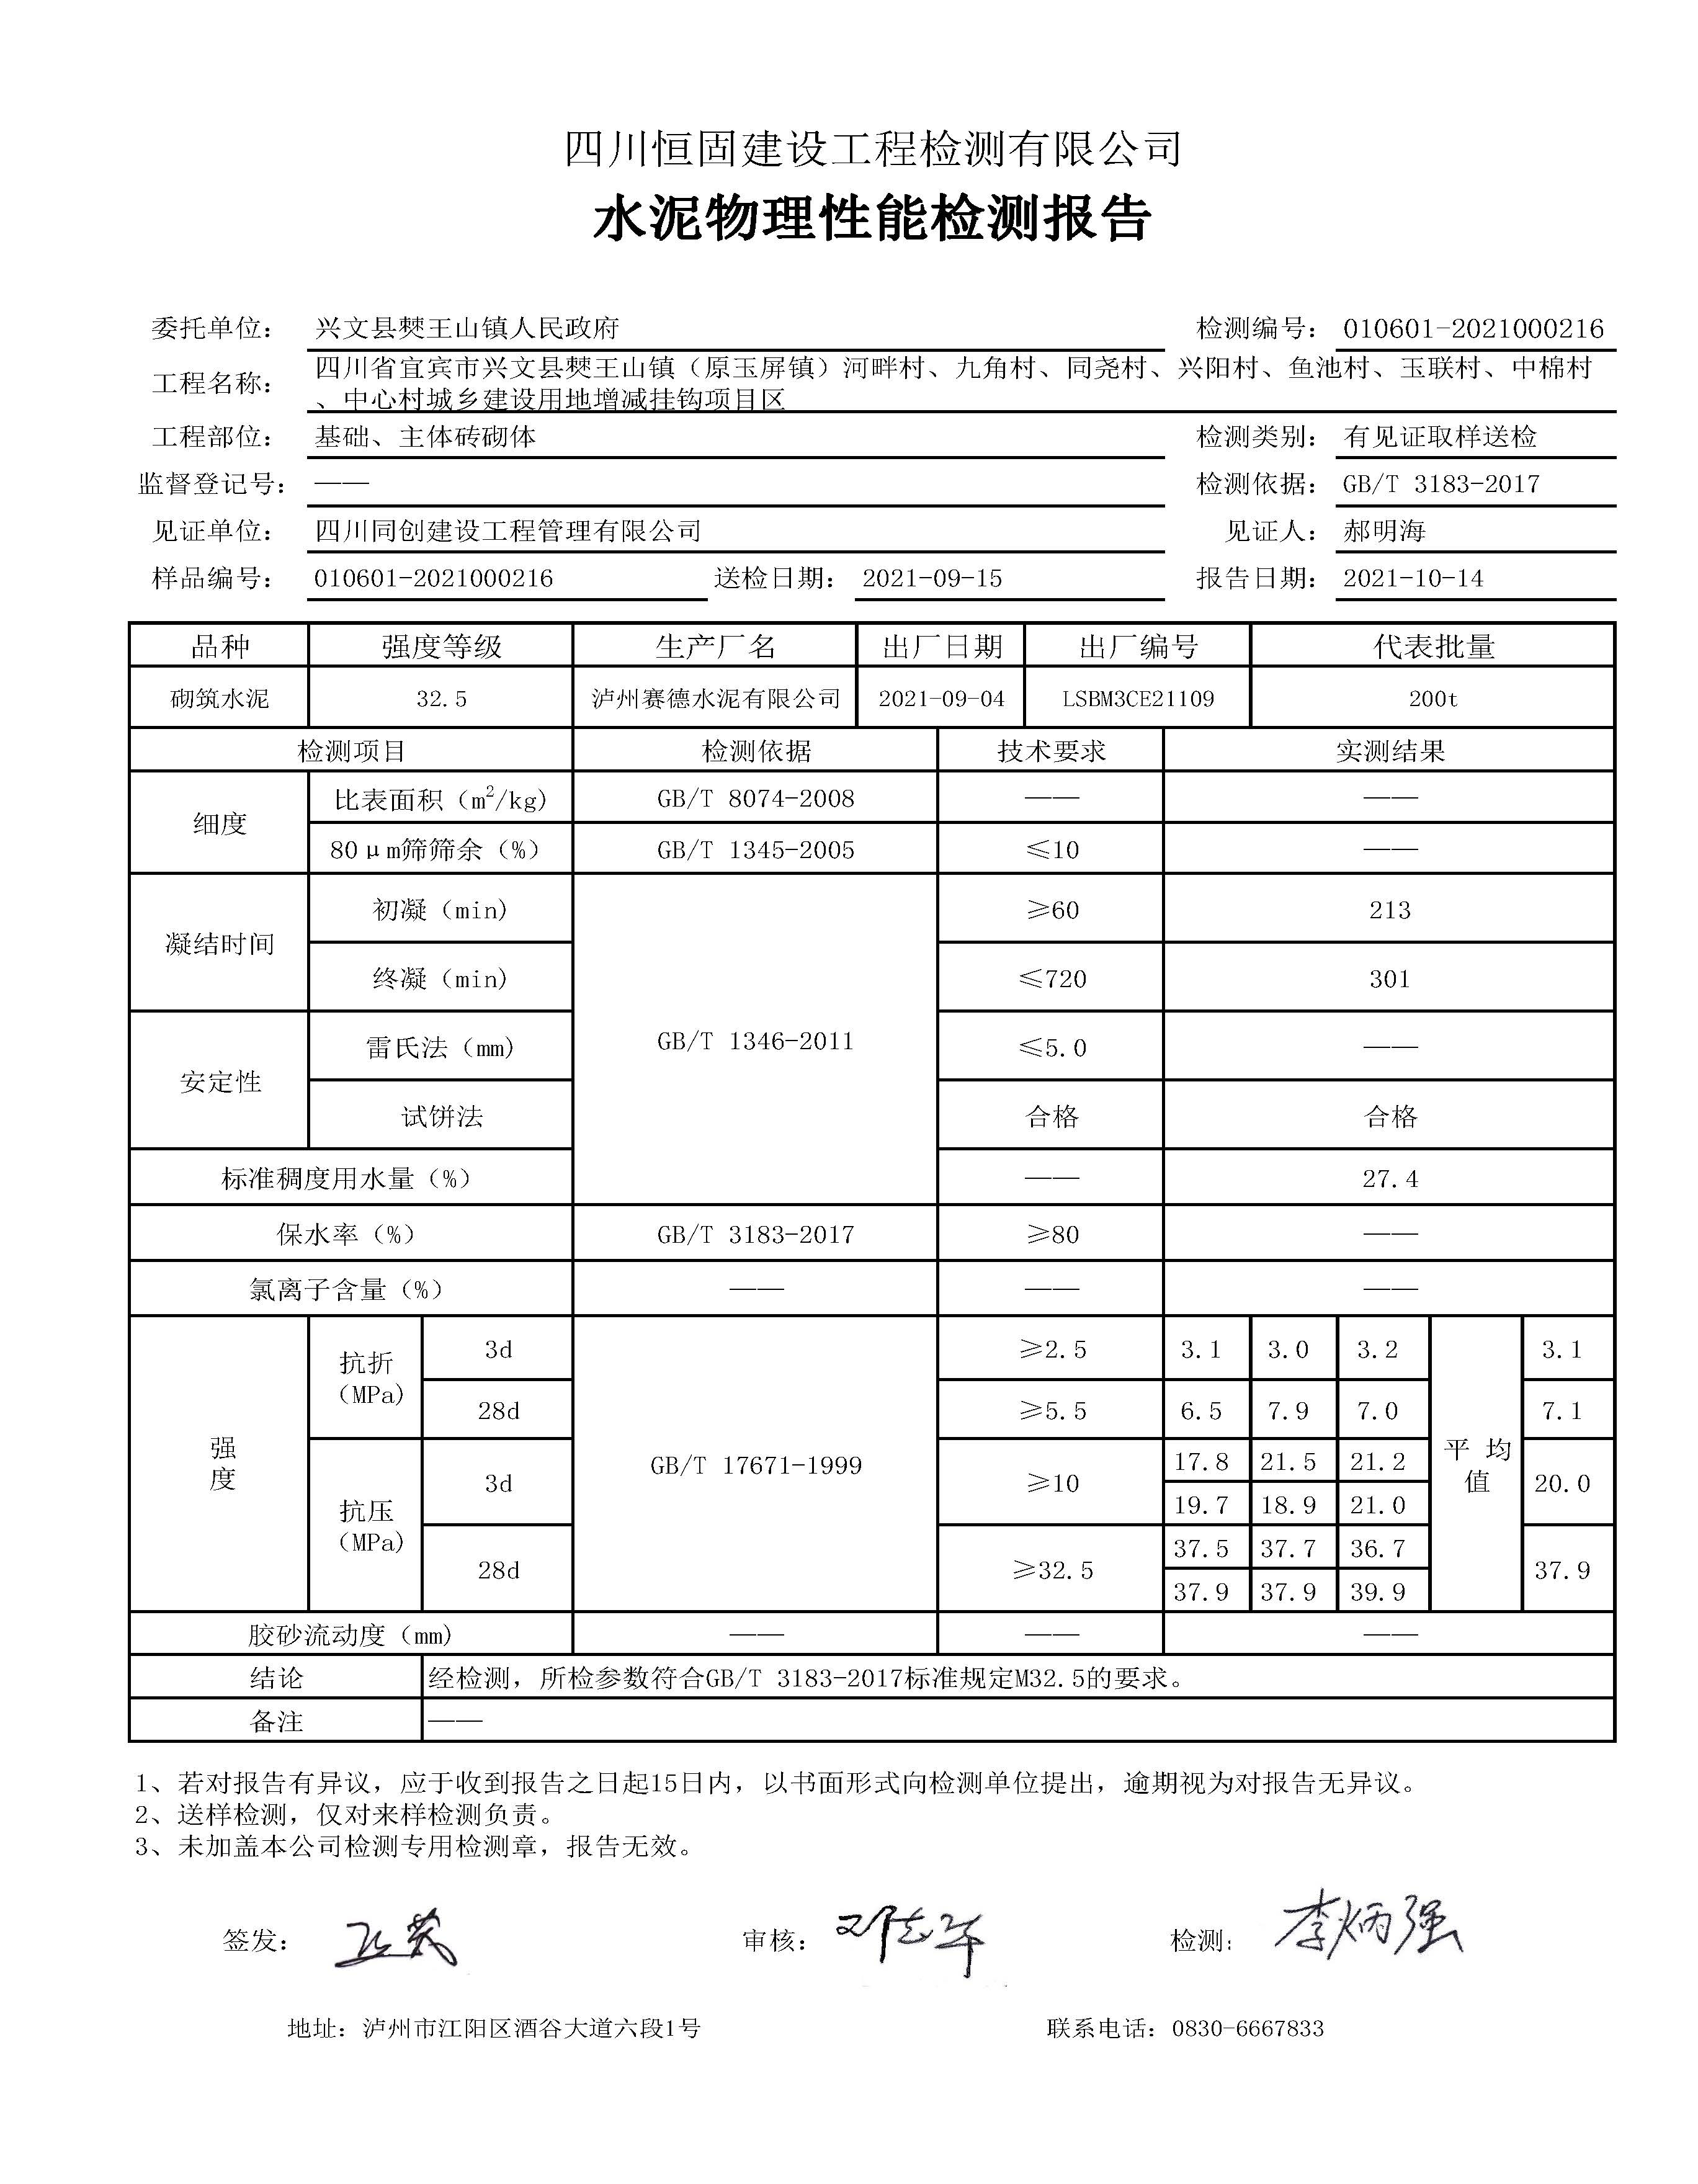 四川恒固建设工程检测有限公司
水泥物理性能检测报告
委托单位： 兴文县僰王山镇人民政府 检测编号： 010601-2021000216
工程名称： 四川省宜宾市兴文县僰王山镇（原玉屏镇）河畔村、九角村、同尧村、兴阳村、鱼池村、玉联村、中棉村
、中心村城乡建设用地增减挂钩项目区
工程部位： 基础、主体砖砌体 检测类别： 有见证取样送检
监督登记号： —— 检测依据： GB/T 3183-2017
见证单位： 四川同创建设工程管理有限公司 见证人： 郝明海
样品编号： 010601-2021000216 送检日期： 2021-09-15 报告日期： 2021-10-14
品种 强度等级 生产厂名 出厂日期 出厂编号 代表批量
砌筑水泥 32.5 泸州赛德水泥有限公司 2021-09-04 LSBM3CE21109 200t
检测项目 检测依据 技术要求 实测结果
细度 比表面积（m²/kg） GB/T 8074-2008 —— ——
80μm筛筛余（%） GB/T 1345-2005 ≤10 ——
凝结时间 初凝（min） GB/T 1346-2011 ≥60 213
终凝（min） ≤720 301
安定性 雷氏法（mm） ≤5.0 ——
试饼法 合格 合格
标准稠度用水量（%） —— 27.4
保水率（%） GB/T 3183-2017 ≥80 ——
氯离子含量（%） —— —— ——
强度 抗折（MPa） 3d GB/T 17671-1999 ≥2.5 3.1 3.0 3.2 平均值 3.1
28d ≥5.5 6.5 7.9 7.0 7.1
抗压（MPa） 3d ≥10 17.8 21.5 21.2 20.0
19.7 18.9 21.0
28d ≥32.5 37.5 37.7 36.7 37.9
37.9 37.9 39.9
胶砂流动度（mm） —— —— ——
结论 经检测，所检参数符合GB/T 3183-2017标准规定M32.5的要求。
备注 ——
1、若对报告有异议，应于收到报告之日起15日内，以书面形式向检测单位提出，逾期视为对报告无异议。
2、送样检测，仅对来样检测负责。
3、未加盖本公司检测专用检测章，报告无效。
签发： 审核： 邓志华 检测： 李炳强
地址：泸州市江阳区酒谷大道六段1号 联系电话：0830-6667833